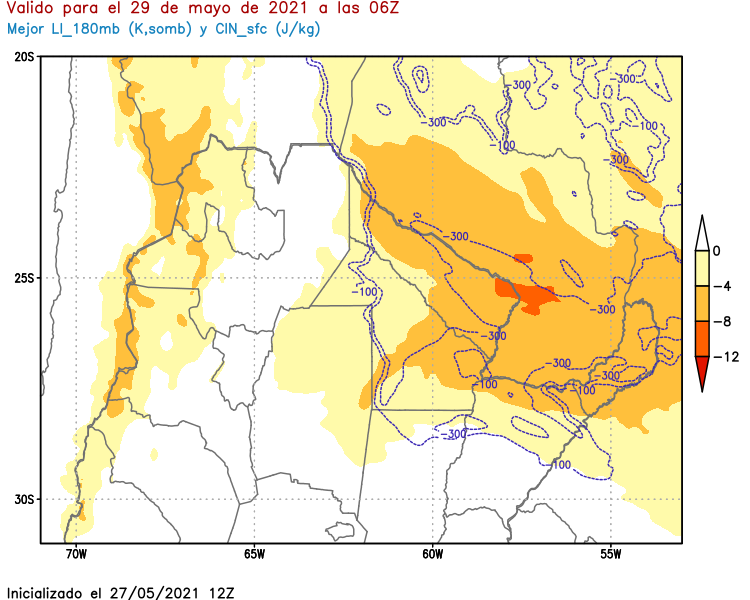 Valido para el 29 de mayo de 2021 a las 06Z
Mejor LI_180mb (K,somb) y CIN_sfc (J/kg)
20S
25S
30S
70W
65W
60W
55W
-300
-300
-300
-100
-100
-300
-300
-100
-300
-300
-300
-300
-100
-100
-300
-100
0
-4
-8
-12
Inicializado el 27/05/2021 12Z